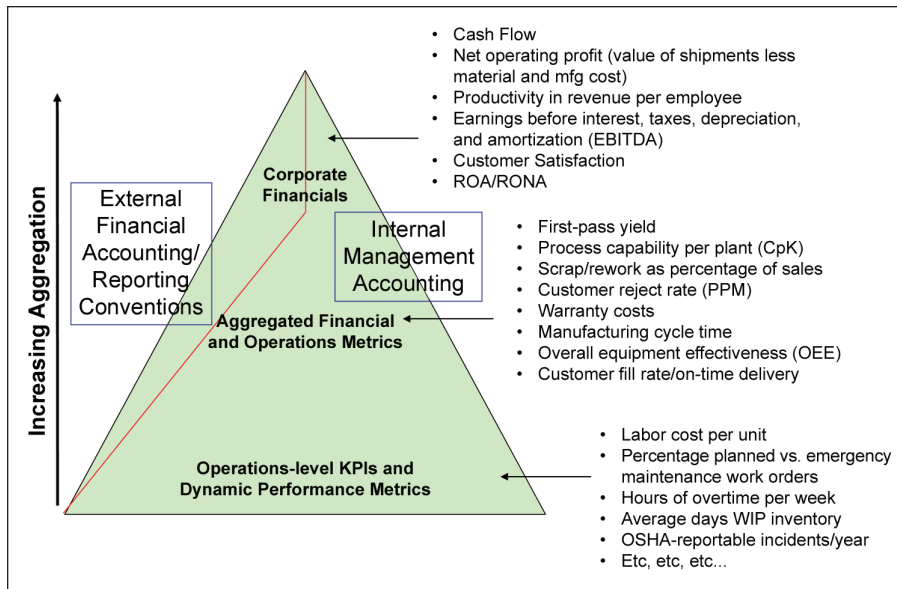 • Cash Flow
• Net operating profit (value of shipments less
material and mfg cost)
• Productivity in revenue per employee
• Earnings before interest, taxes, depreciation,
and amortization (EBITDA)
• Customer Satisfaction
• ROA/RONA
Increasing Aggregation
External
Financial
Accounting/
Reporting
Conventions
Corporate
Financials
Internal
Management
Accounting
Aggregated Financial
and Operations Metrics
• First-pass yield
• Process capability per plant (CpK)
• Scrap/rework as percentage of sales
• Customer reject rate (PPM)
• Warranty costs
• Manufacturing cycle time
• Overall equipment effectiveness (OEE)
• Customer fill rate/on-time delivery
Operations-level KPIs and
Dynamic Performance Metrics
• Labor cost per unit
• Percentage planned vs. emergency
maintenance work orders
• Hours of overtime per week
• Average days WIP inventory
• OSHA-reportable incidents/year
• Etc, etc, etc...